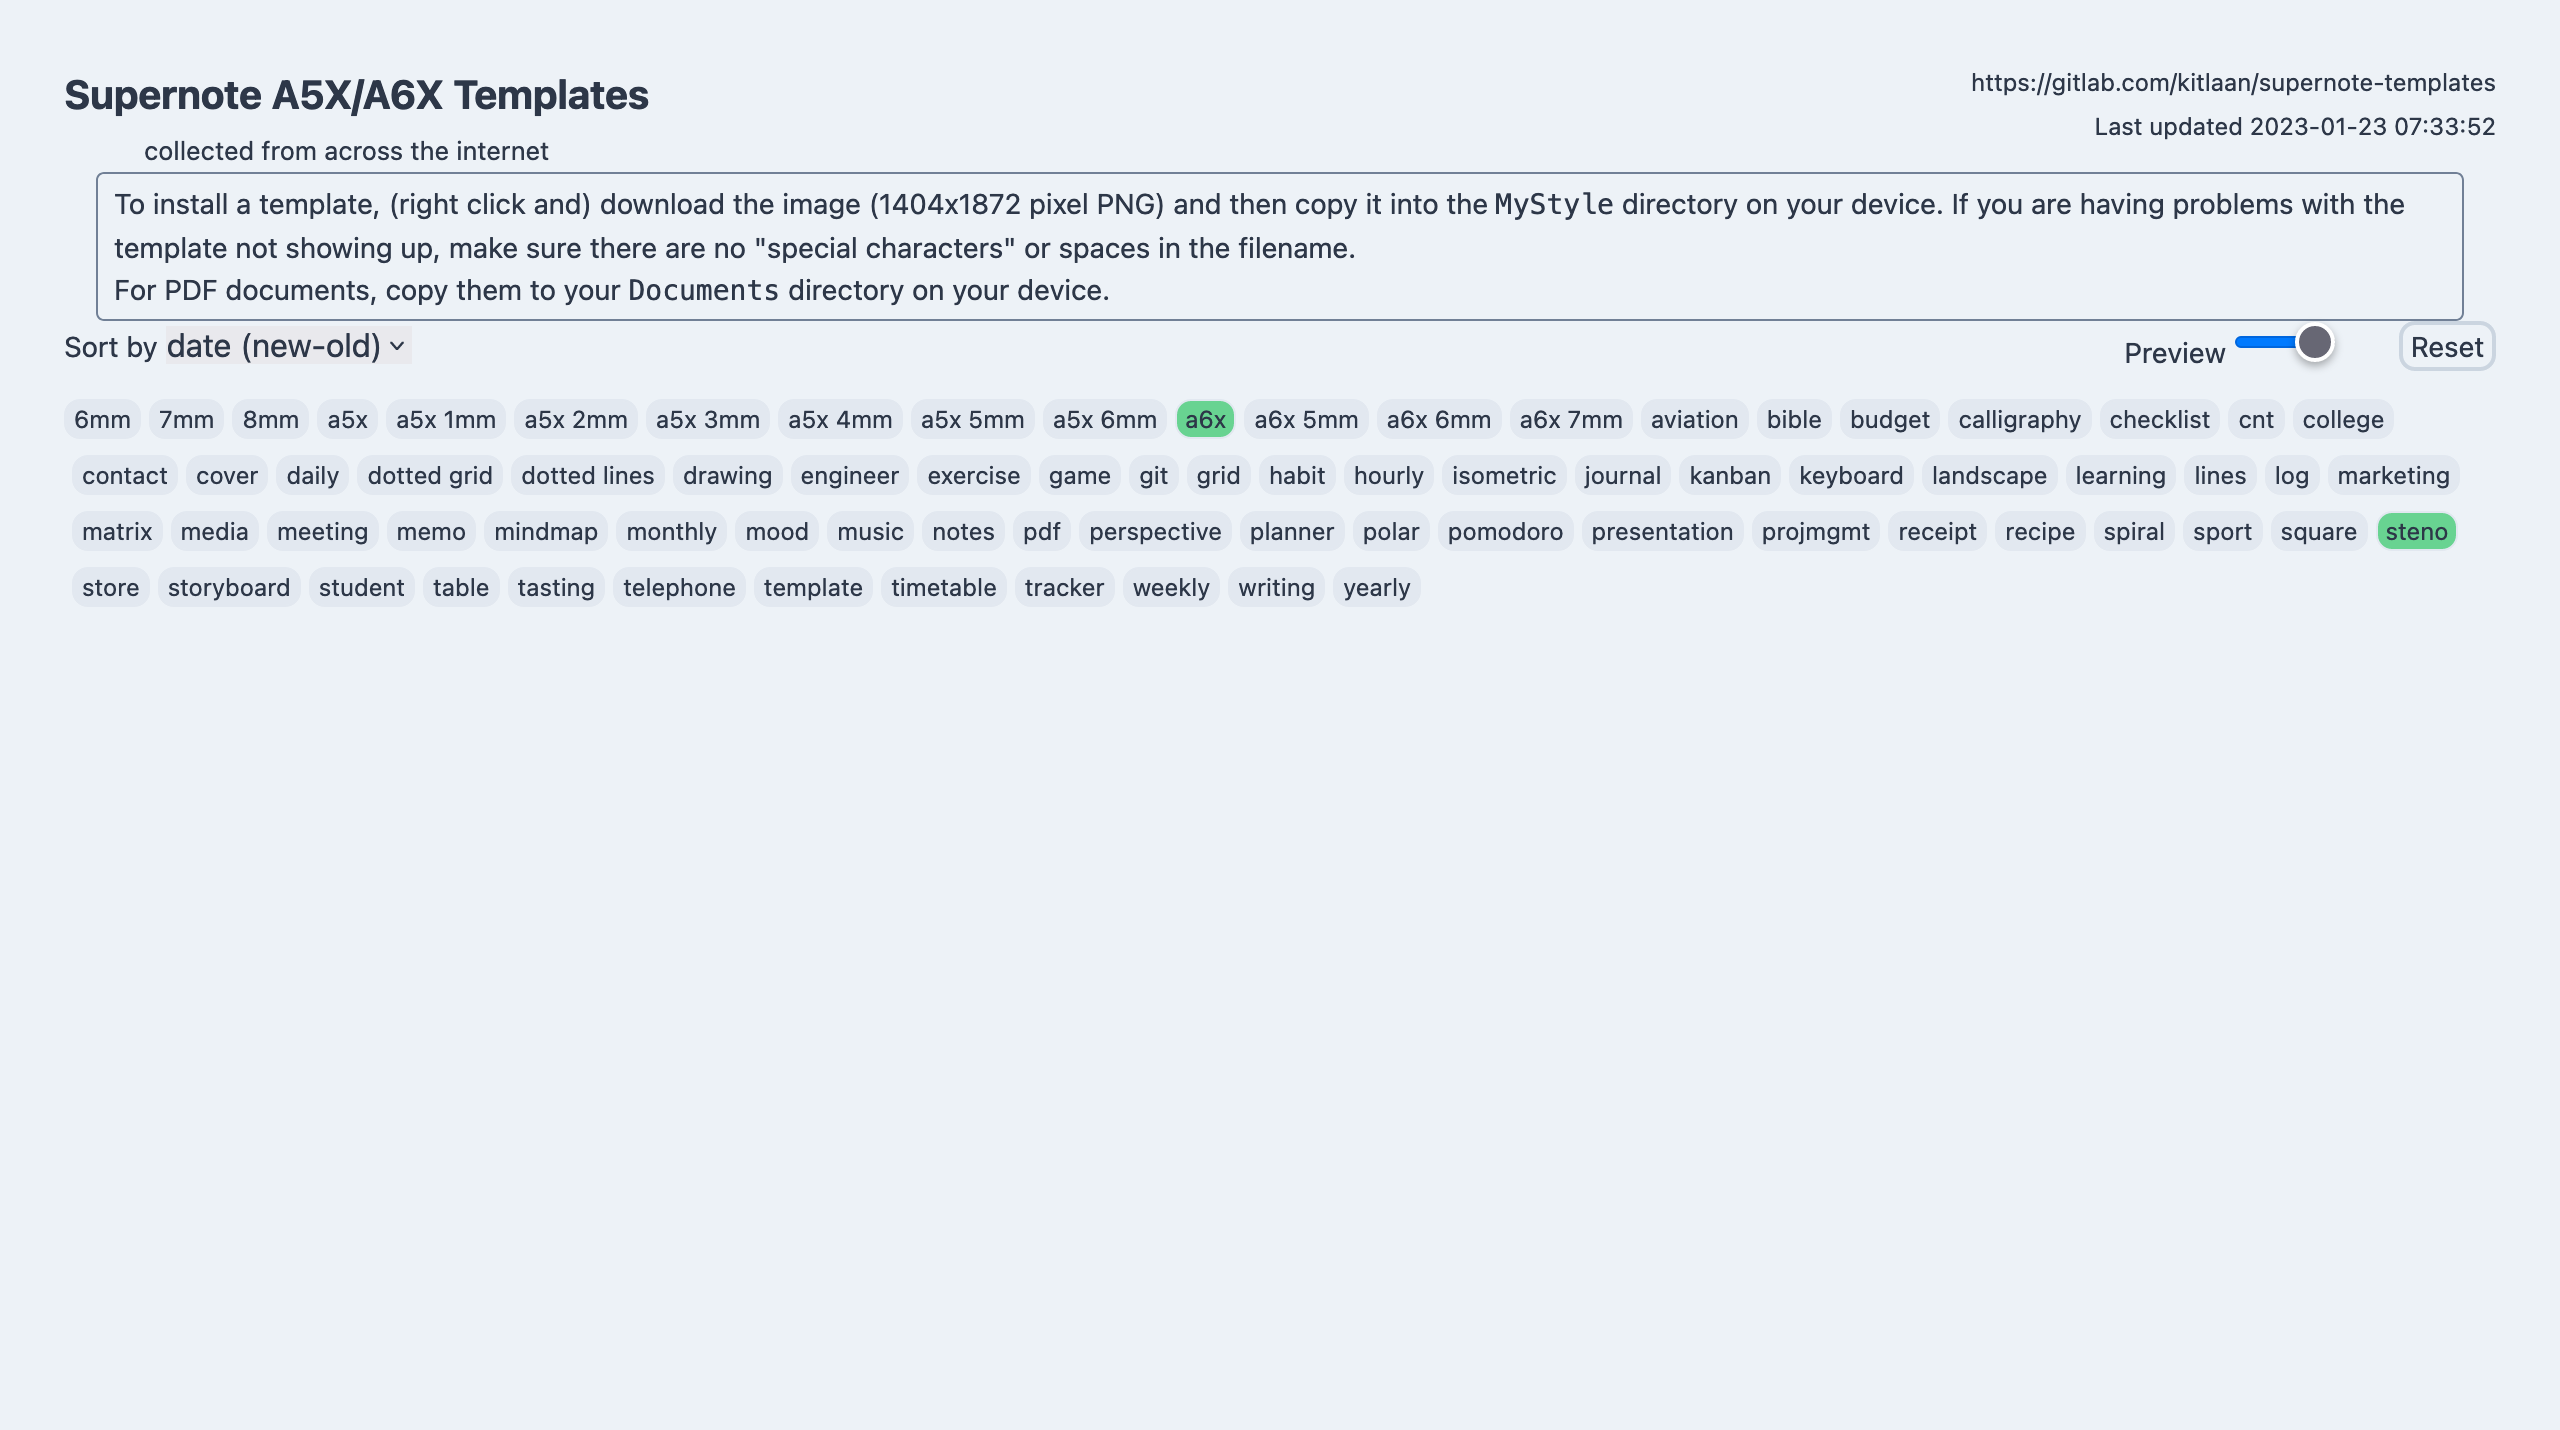 Supernote A5X/A6X Templates
https://gitlab.com/kitlaan/supernote-templates
Last updated 2023-01-23 07:33:52
collected from across the internet
To install a template, (right click and) download the image (1404x1872 pixel PNG) and then copy it into the MyStyle directory on your device. If you are having problems with the
template not showing up, make sure there are no "special characters" or spaces in the filename.
For PDF documents, copy them to your Documents directory on your device.
Sort by date (new-old) Preview Reset
6mm 7mm 8mm a5x a5x 1mm a5x 2mm a5x 3mm a5x 4mm a5x 5mm a5x 6mm a6x a6x 5mm a6x 6mm a6x 7mm aviation bible budget calligraphy checklist cnt college
contact cover daily dotted grid dotted lines drawing engineer exercise game git grid habit hourly isometric journal kanban keyboard landscape learning lines log marketing
matrix media meeting memo mindmap monthly mood music notes pdf perspective planner polar pomodoro presentation projmgmt receipt recipe spiral sport square steno
store storyboard student table tasting telephone template timetable tracker weekly writing yearly